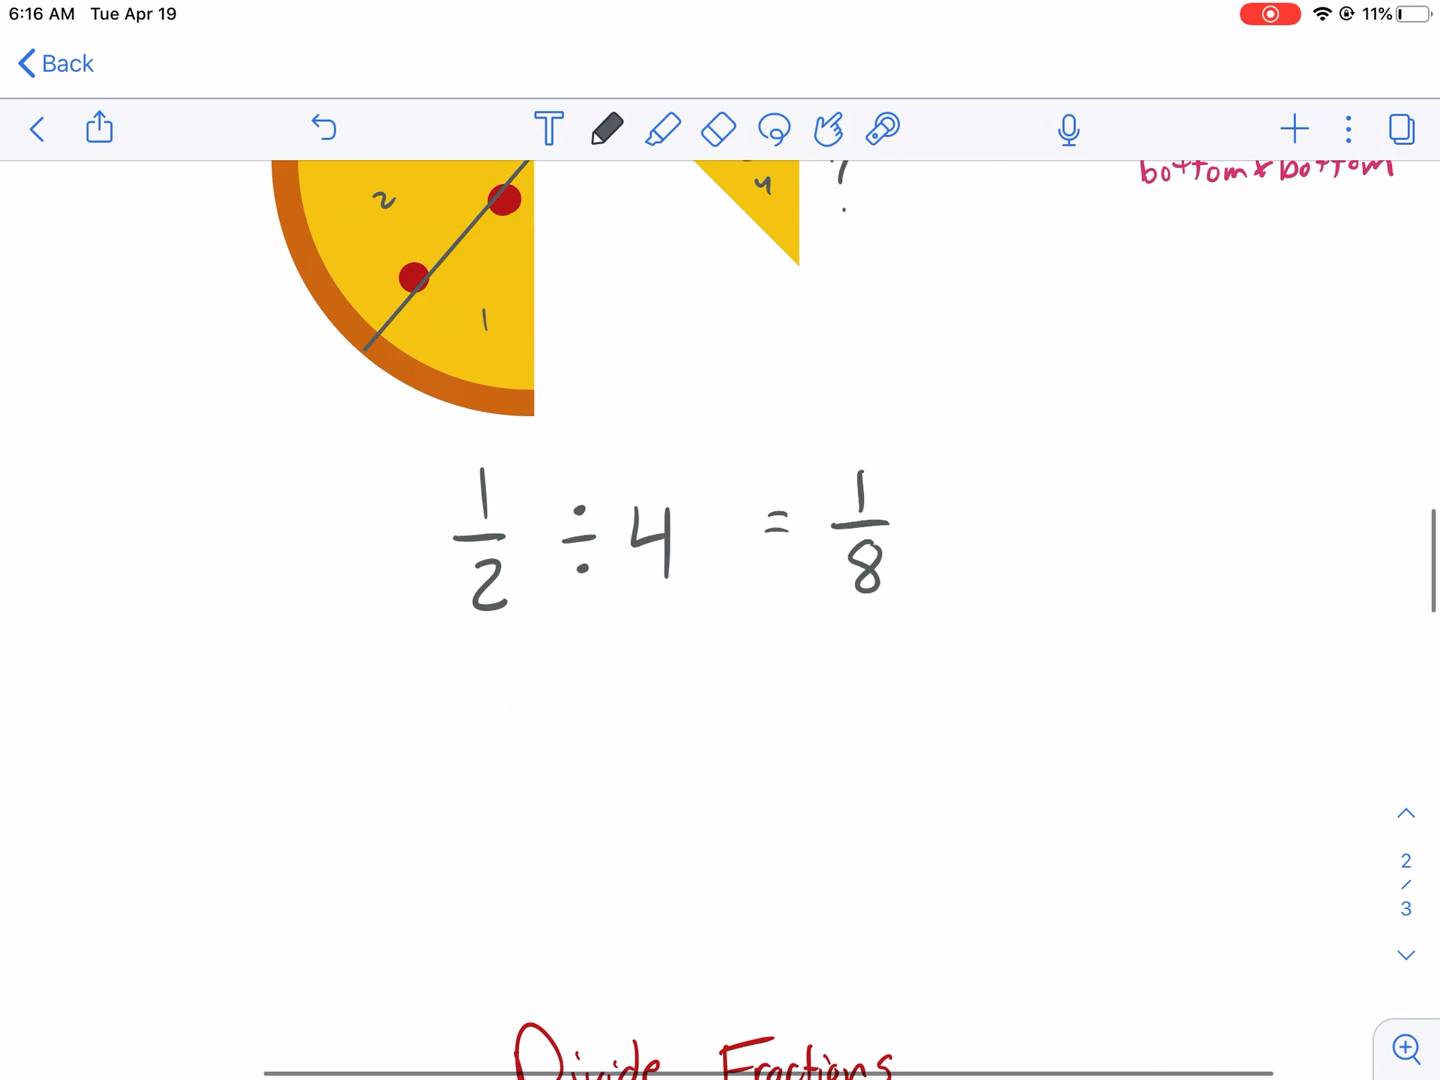 6:16 AM Tue Apr 19 11%
Back
T
bottom x bottom
2
4
?
1
1/2 ÷ 4 = 1/8
2
/
3
Divide Fractions